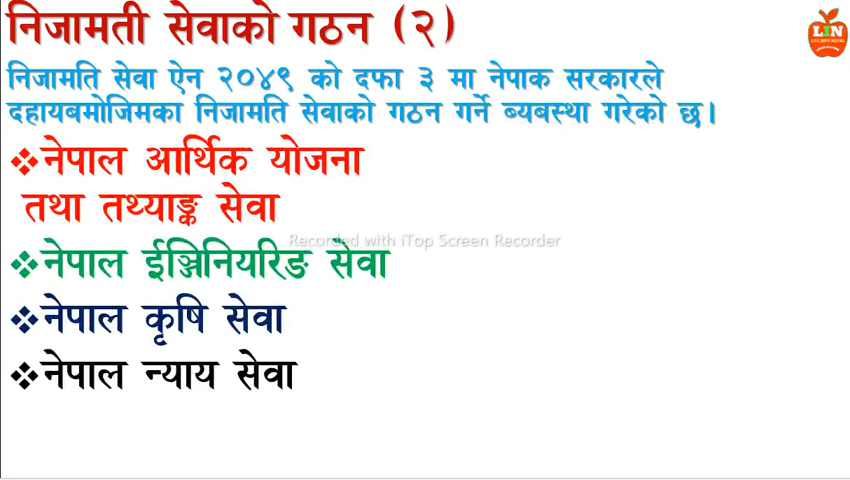 निजामती सेवाको गठन (२)
LIN
निजामति सेवा ऐन २०४९ को दफा ३ मा नेपाक सरकारले
दहायबमोजिमका निजामति सेवाको गठन गर्ने ब्यबस्था गरेको छ।
❖नेपाल आर्थिक योजना
तथा तथ्याङ्क सेवा
Recorded with iTop Screen Recorder
❖नेपाल ईञ्जिनियरिङ सेवा
❖नेपाल कृषि सेवा
❖नेपाल न्याय सेवा